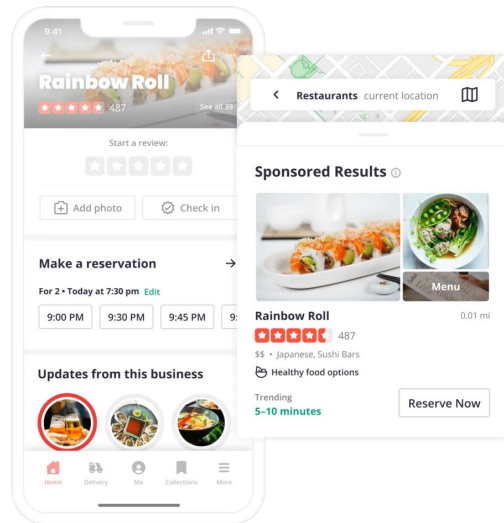 9:41
Rainbow Roll
487
See all 39
Start a review:
Add photo
Check in
Make a reservation
For 2 • Today at 7:30 pm Edit
9:00 PM
9:30 PM
9:45 PM
9:
Updates from this business
Home
Delivery
Me
Collections
More
Restaurants current location
Sponsored Results
Menu
Rainbow Roll
0.01 mi
487
$$ • Japanese, Sushi Bars
Healthy food options
Trending
5–10 minutes
Reserve Now